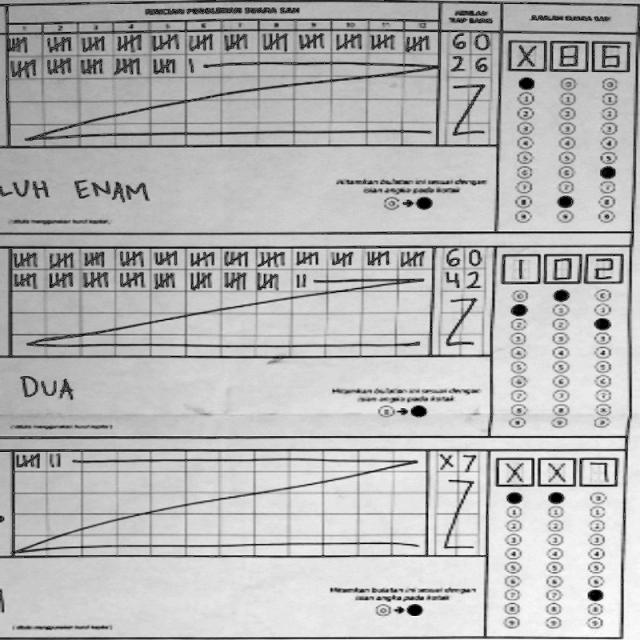 RINCIAN PEROLEHAN SUARA SAH
JUMLAH TIAP BARIS
JUMLAH SUARA SAH
1 2 3 4 5 6 7 8 9 10 11 12
60
26
X 8 6
LUH ENAM
Hitamkan bulatan ini sesuai dengan
isian angka pada kotak
(ditulis menggunakan huruf kapital)
60
42
1 0 2
DUA
Hitamkan bulatan ini sesuai dengan
isian angka pada kotak
(ditulis menggunakan huruf kapital)
X 7
X X 7
Hitamkan bulatan ini sesuai dengan
isian angka pada kotak
(ditulis menggunakan huruf kapital)